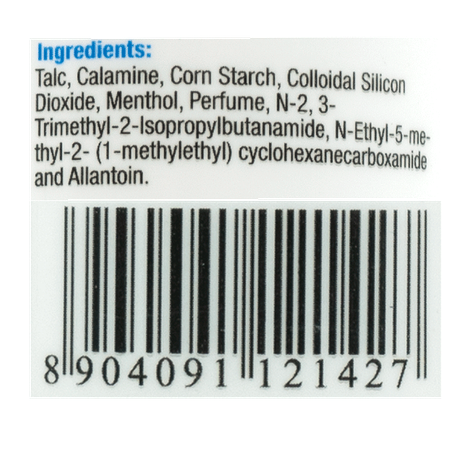 Ingredients:
Talc, Calamine, Corn Starch, Colloidal Silicon
Dioxide, Menthol, Perfume, N-2, 3-
Trimethyl-2-Isopropylbutanamide, N-Ethyl-5-me-
thyl-2- (1-methylethyl) cyclohexanecarboxamide
and Allantoin.
8 904091 121427